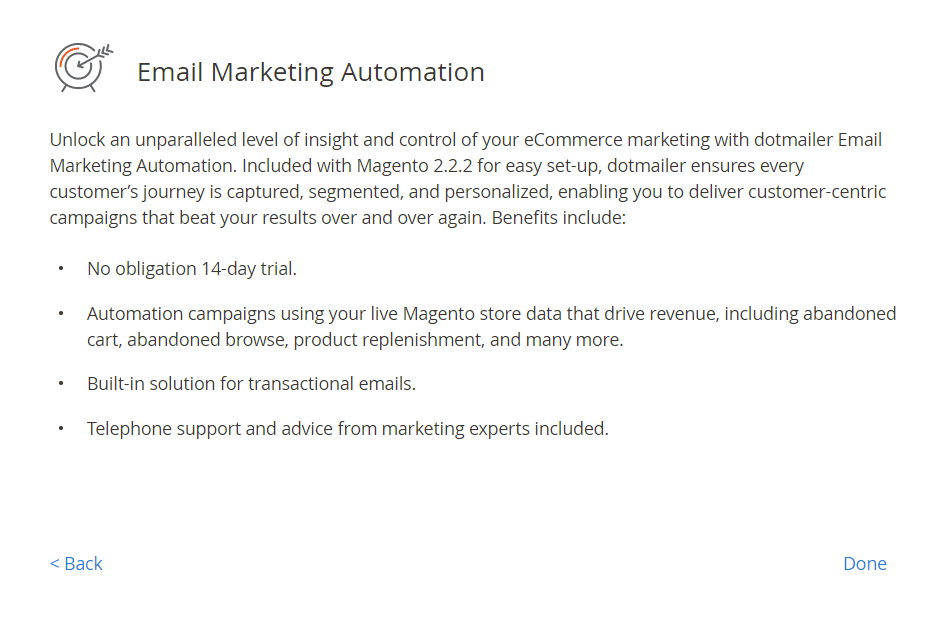 Email Marketing Automation
Unlock an unparalleled level of insight and control of your eCommerce marketing with dotmailer Email
Marketing Automation. Included with Magento 2.2.2 for easy set-up, dotmailer ensures every
customer’s journey is captured, segmented, and personalized, enabling you to deliver customer-centric
campaigns that beat your results over and over again. Benefits include:
• No obligation 14-day trial.
• Automation campaigns using your live Magento store data that drive revenue, including abandoned
cart, abandoned browse, product replenishment, and many more.
• Built-in solution for transactional emails.
• Telephone support and advice from marketing experts included.
< Back
Done